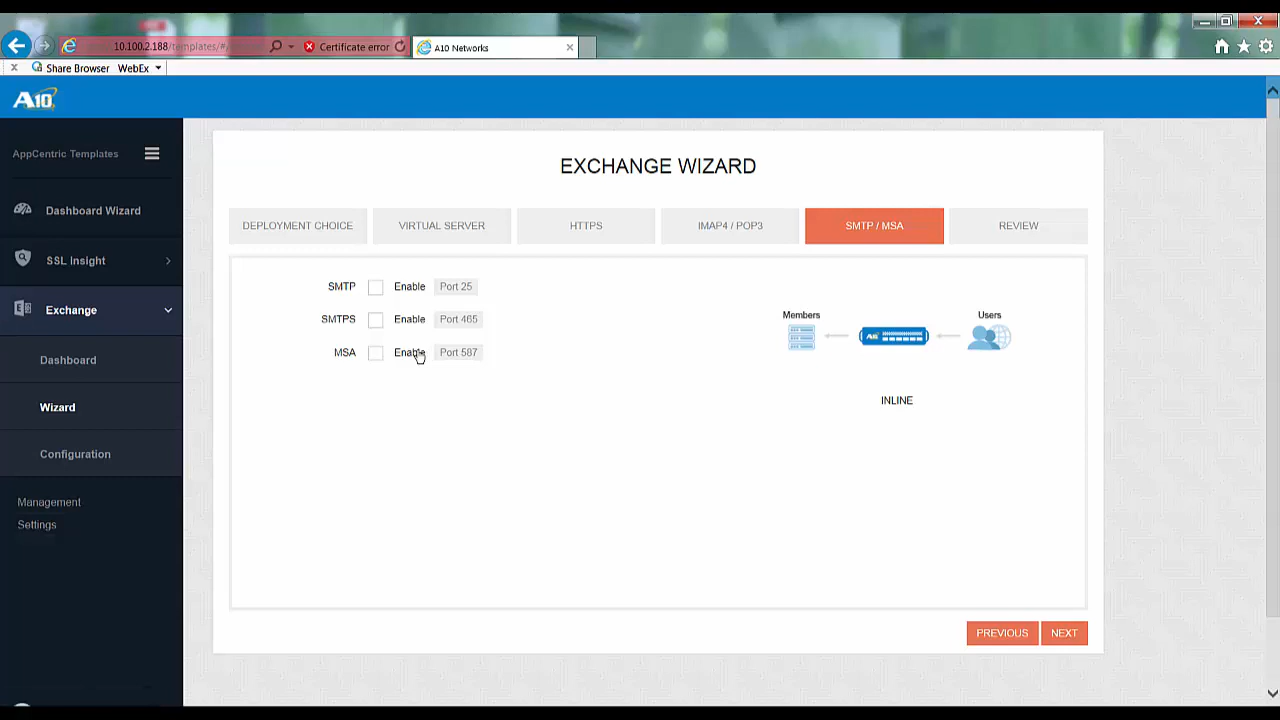 10.100.2.188/templates/#/
Certificate error
A10 Networks
Share Browser WebEx
A10
AppCentric Templates
Dashboard Wizard
SSL Insight
Exchange
Dashboard
Wizard
Configuration
Management
Settings
EXCHANGE WIZARD
DEPLOYMENT CHOICE
VIRTUAL SERVER
HTTPS
IMAP4 / POP3
SMTP / MSA
REVIEW
SMTP Enable Port 25
SMTPS Enable Port 465
MSA Enable Port 587
Members
Users
A10
INLINE
PREVIOUS
NEXT